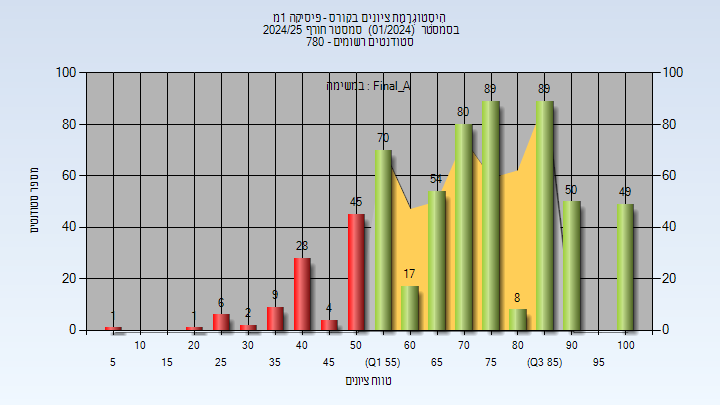 היסטוגרמת ציונים בקורס - פיסיקה 1מ
בסמסטר (01/2024) סמסטר חורף 2024/25
סטודנטים רשומים - 780
במשימה : Final_A
מספר סטודנטים
100 80 60 40 20 0
1 1 6 2 9 28 4 45 70 17 54 80 89 8 89 50 49
100 80 60 40 20 0
10 20 30 40 50 60 70 80 90 100
5 15 25 35 45 (Q1 55) 65 75 (Q3 85) 95
טווח ציונים